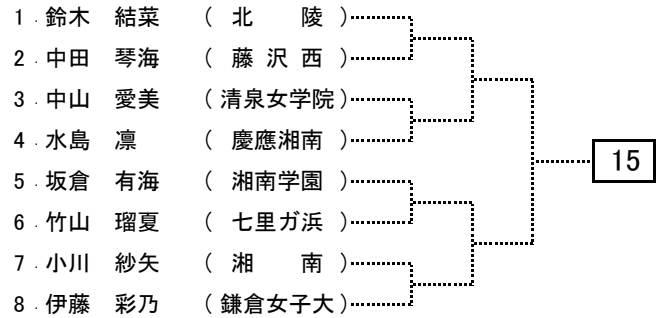 1 . 鈴木　結菜　（ 北　　陵 ）
2 . 中田　琴海　（ 藤 沢 西 ）
3 . 中山　愛美　（ 清泉女学院 ）
4 . 水島　凛　（ 慶應湘南 ）
15
5 . 坂倉　有海　（ 湘南学園 ）
6 . 竹山　瑠夏　（ 七里ガ浜 ）
7 . 小川　紗矢　（ 湘　　南 ）
8 . 伊藤　彩乃　（ 鎌倉女子大 ）